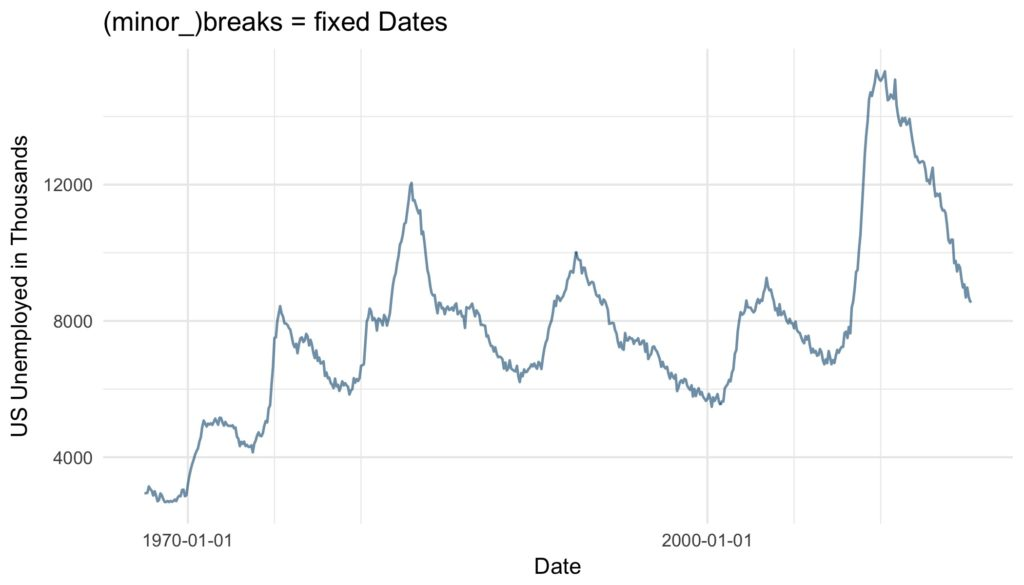 (minor_)breaks = fixed Dates
US Unemployed in Thousands
12000
8000
4000
1970-01-01
2000-01-01
Date